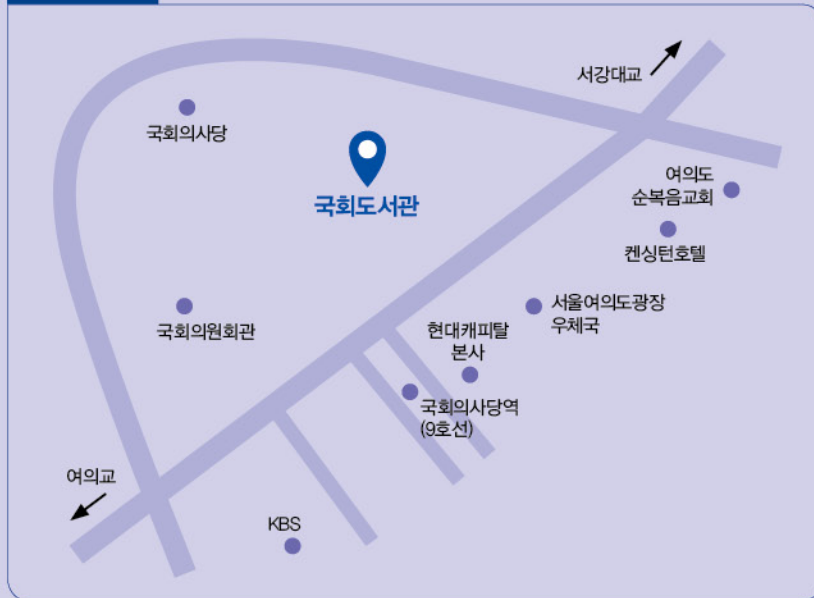 서강대교
국회의사당
여의도
순복음교회
국회도서관
켄싱턴호텔
서울여의도광장
우체국
국회의원회관
현대캐피탈
본사
국회의사당역
(9호선)
여의교
KBS